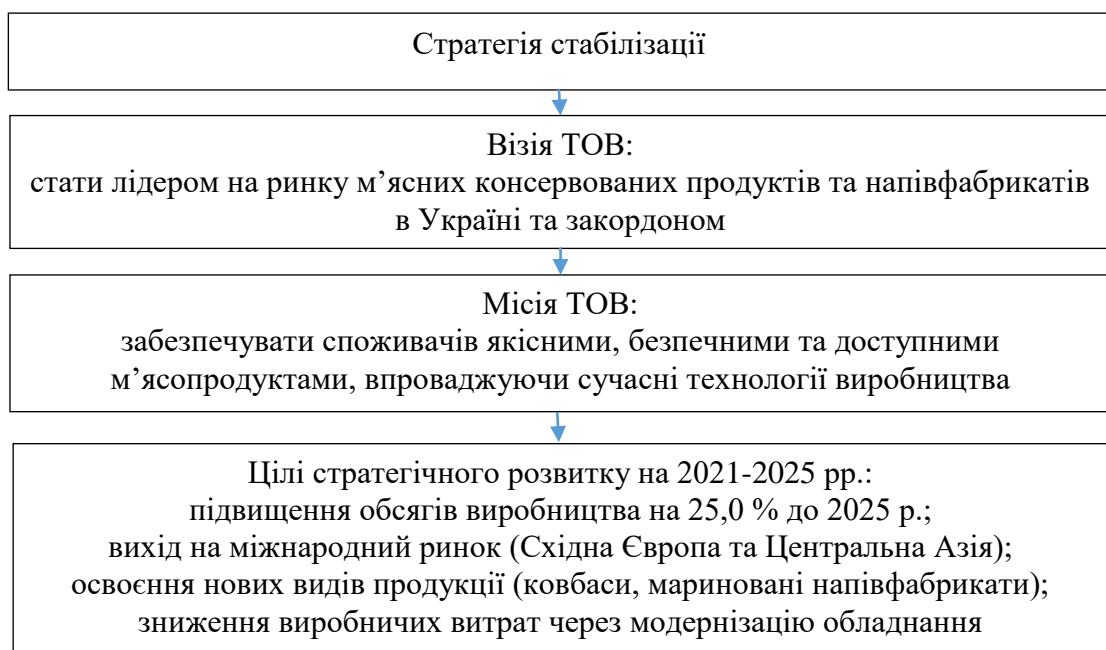 Стратегія стабілізації
Візія ТОВ:
стати лідером на ринку м’ясних консервованих продуктів та напівфабрикатів
в Україні та закордоном
Місія ТОВ:
забезпечувати споживачів якісними, безпечними та доступними
м’ясопродуктами, впроваджуючи сучасні технології виробництва
Цілі стратегічного розвитку на 2021-2025 рр.:
підвищення обсягів виробництва на 25,0 % до 2025 р.;
вихід на міжнародний ринок (Східна Європа та Центральна Азія);
освоєння нових видів продукції (ковбаси, мариновані напівфабрикати);
зниження виробничих витрат через модернізацію обладнання